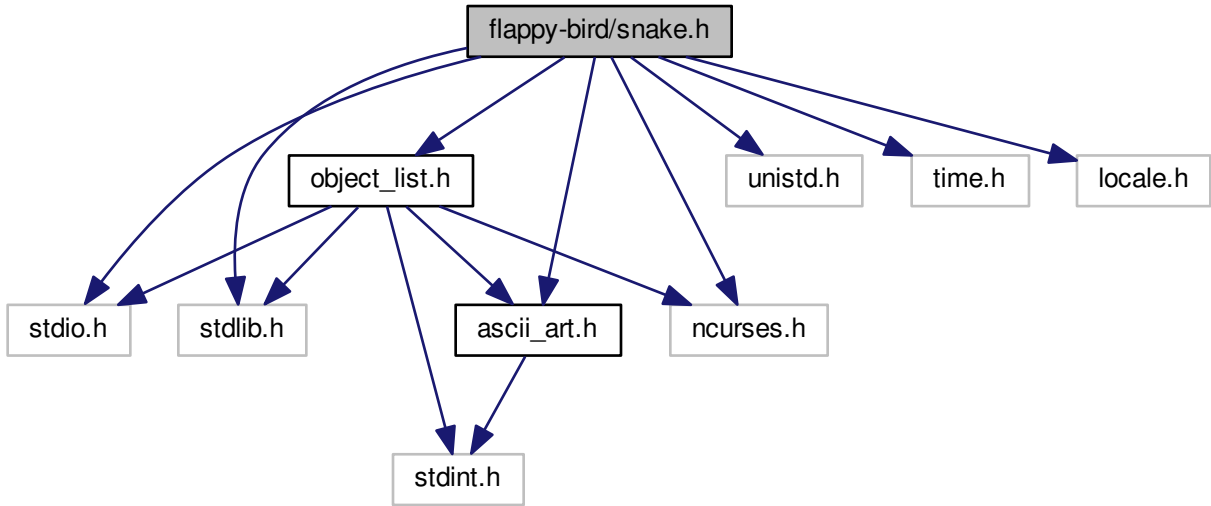 flappy-bird/snake.h
object_list.h
unistd.h
time.h
locale.h
stdio.h
stdlib.h
ascii_art.h
ncurses.h
stdint.h